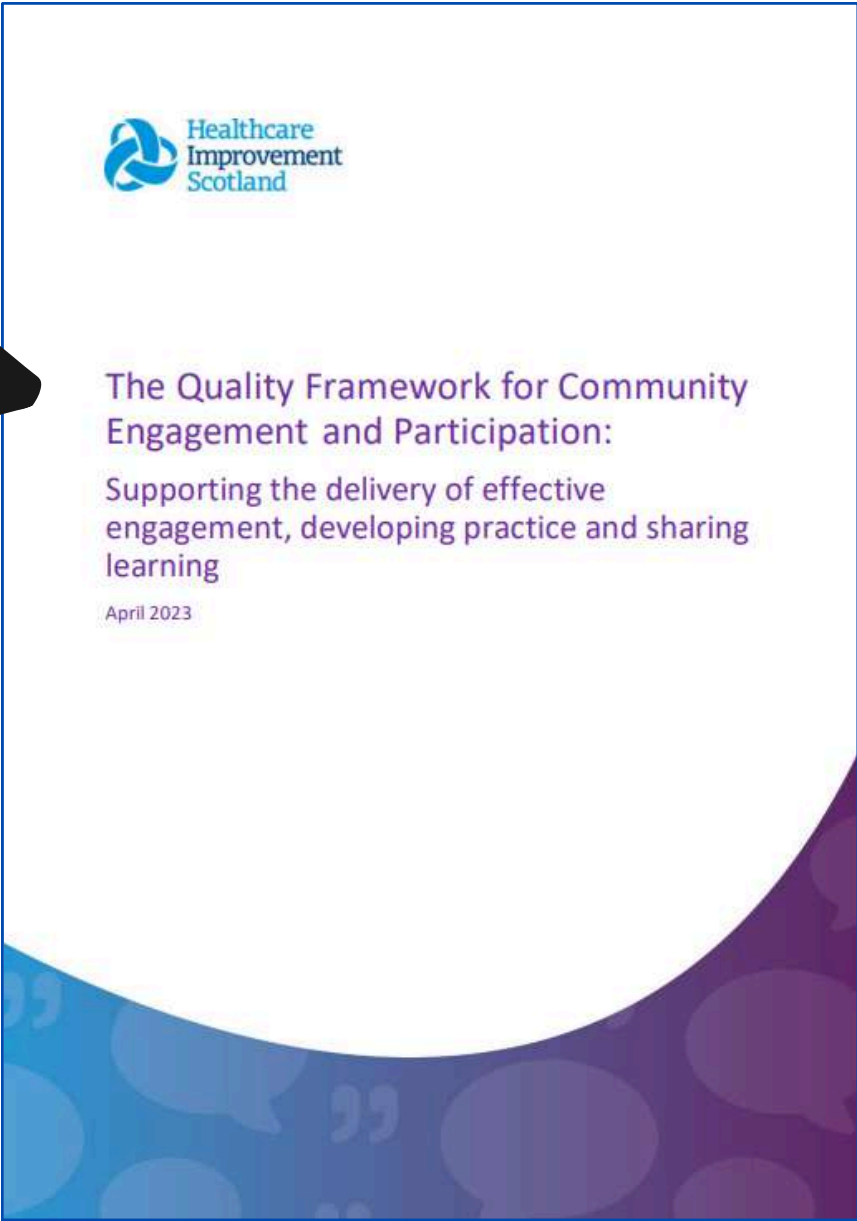 Healthcare
Improvement
Scotland
The Quality Framework for Community
Engagement and Participation:
Supporting the delivery of effective
engagement, developing practice and sharing
learning
April 2023